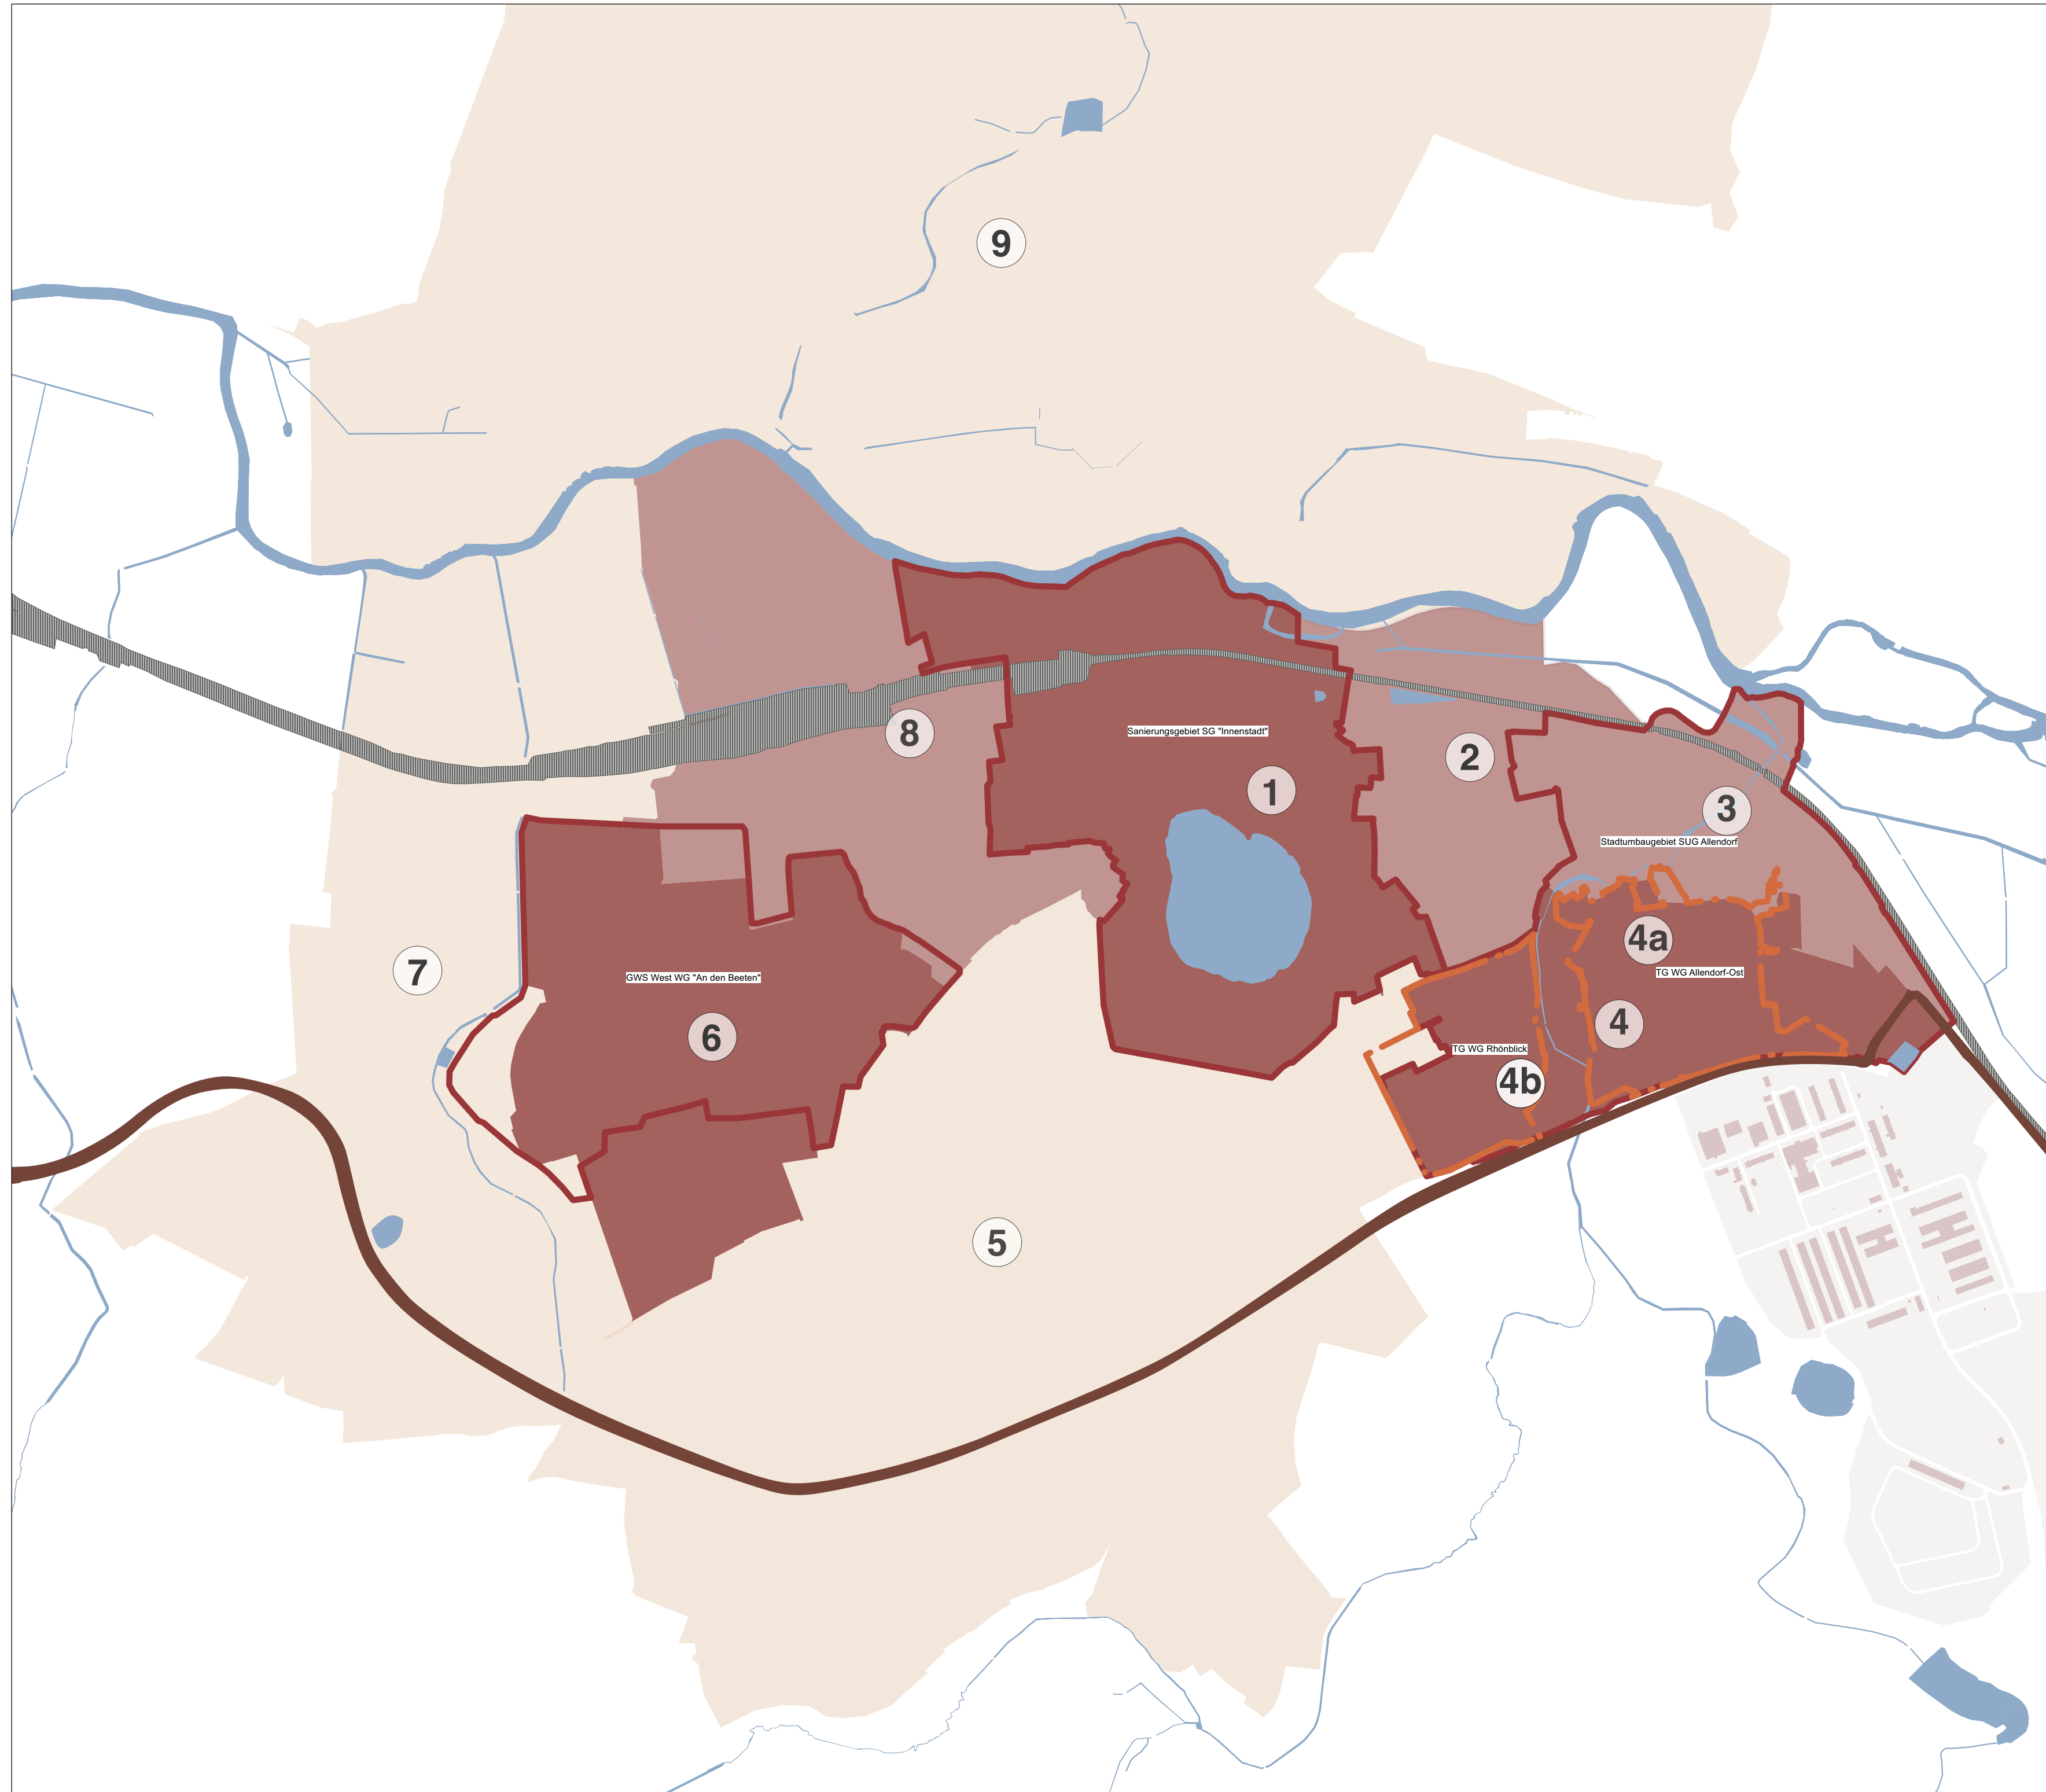 9
8
Sanierungsgebiet SG "Innenstadt"
2
1
3
Stadtumbaugebiet SUG Allendorf
4a
7
TG WG Allendorf-Ost
GWS West WG "An den Beeten"
4
6
TG WG Rhönblick
4b
5